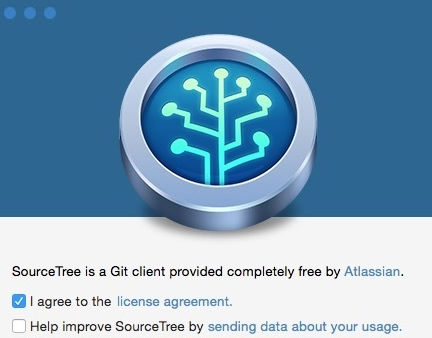 SourceTree is a Git client provided completely free by Atlassian.
I agree to the license agreement.
Help improve SourceTree by sending data about your usage.